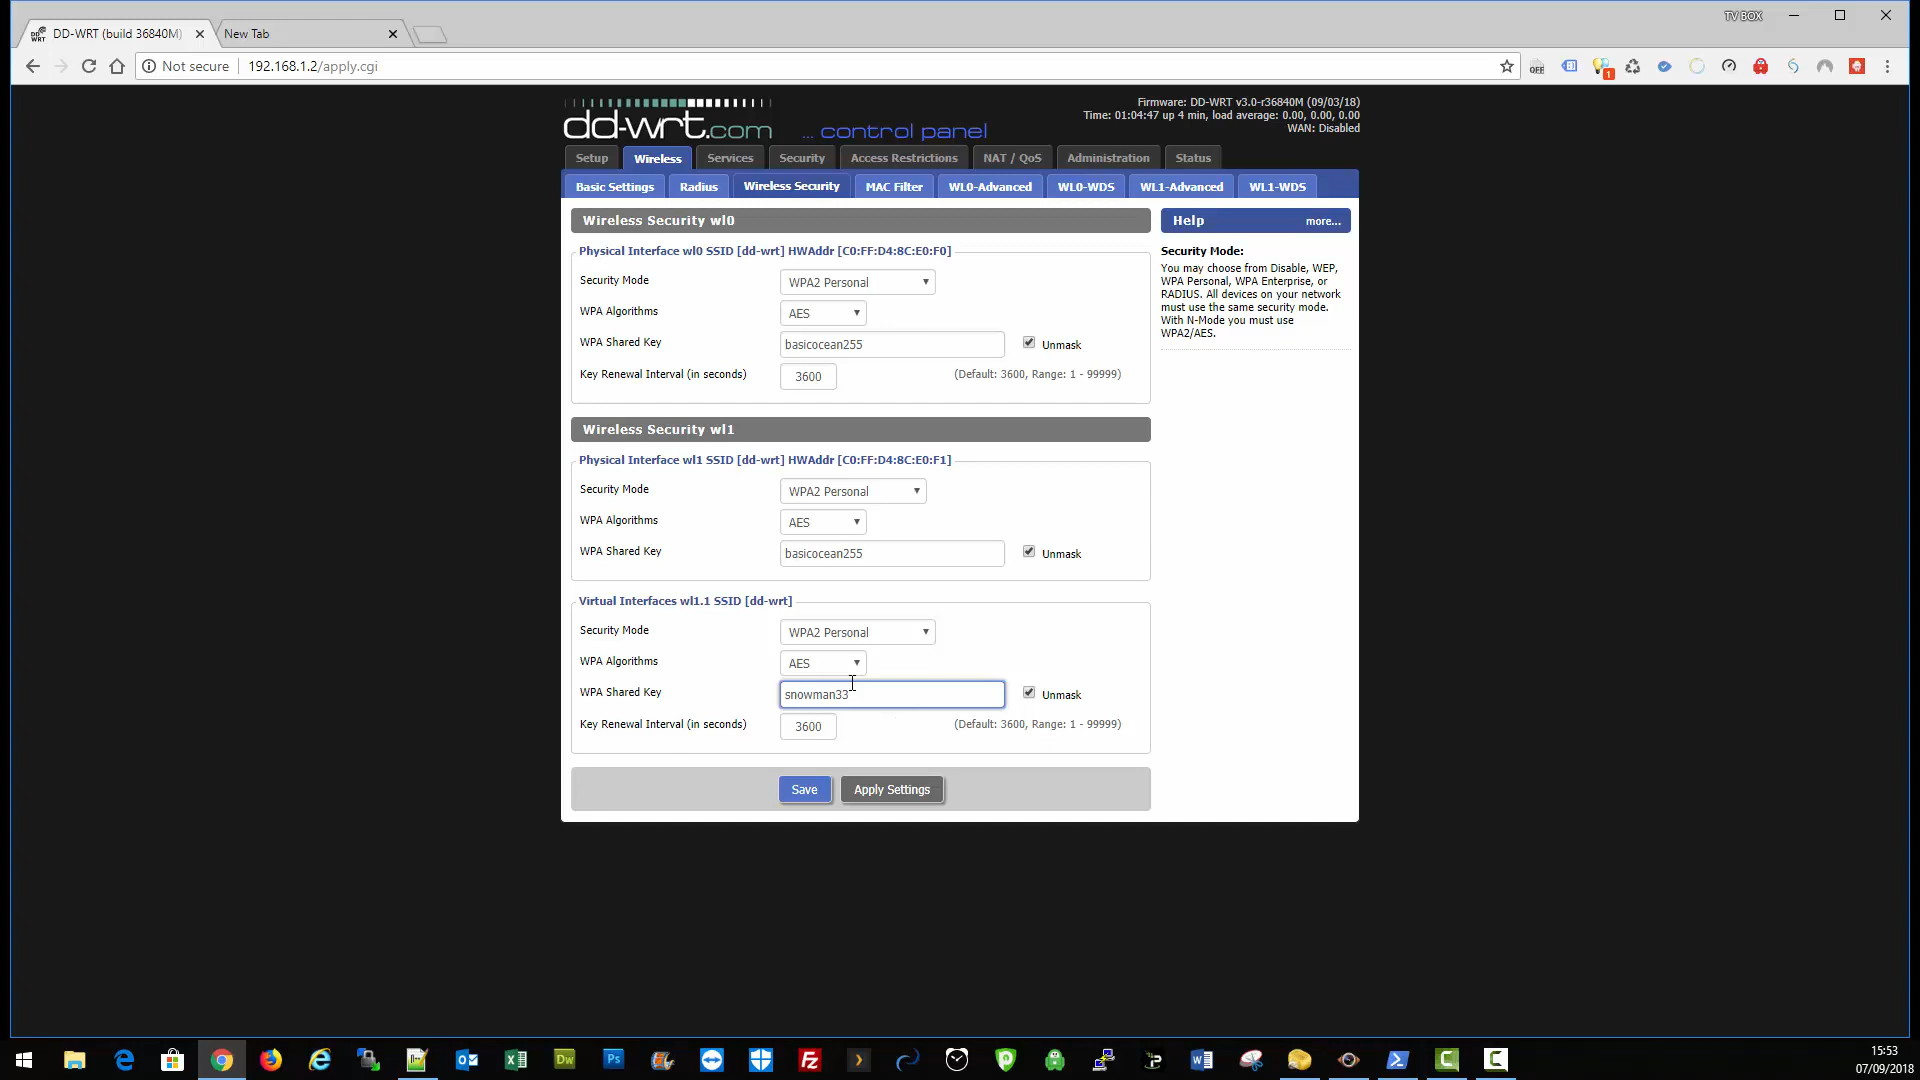 TV BOX
DD-WRT (build 36840M)
New Tab
Not secure
192.168.1.2/apply.cgi
OFF
1
dd-wrt.com
... control panel
Firmware: DD-WRT v3.0-r36840M (09/03/18)
Time: 01:04:47 up 4 min, load average: 0.00, 0.00, 0.00
WAN: Disabled
Setup
Wireless
Services
Security
Access Restrictions
NAT / QoS
Administration
Status
Basic Settings
Radius
Wireless Security
MAC Filter
WL0-Advanced
WL0-WDS
WL1-Advanced
WL1-WDS
Wireless Security wl0
Physical Interface wl0 SSID [dd-wrt] HWAddr [C0:FF:D4:8C:E0:F0]
Security Mode
WPA2 Personal
WPA Algorithms
AES
WPA Shared Key
basicocean255
Unmask
Key Renewal Interval (in seconds)
3600
(Default: 3600, Range: 1 - 99999)
Wireless Security wl1
Physical Interface wl1 SSID [dd-wrt] HWAddr [C0:FF:D4:8C:E0:F1]
Security Mode
WPA2 Personal
WPA Algorithms
AES
WPA Shared Key
basicocean255
Unmask
Virtual Interfaces wl1.1 SSID [dd-wrt]
Security Mode
WPA2 Personal
WPA Algorithms
AES
WPA Shared Key
snowman33
Unmask
Key Renewal Interval (in seconds)
3600
(Default: 3600, Range: 1 - 99999)
Save
Apply Settings
Help
more...
Security Mode:
You may choose from Disable, WEP,
WPA Personal, WPA Enterprise, or
RADIUS. All devices on your network
must use the same security mode.
With N-Mode you must use
WPA2/AES.
Dw
Ps
Fz
15:53
07/09/2018